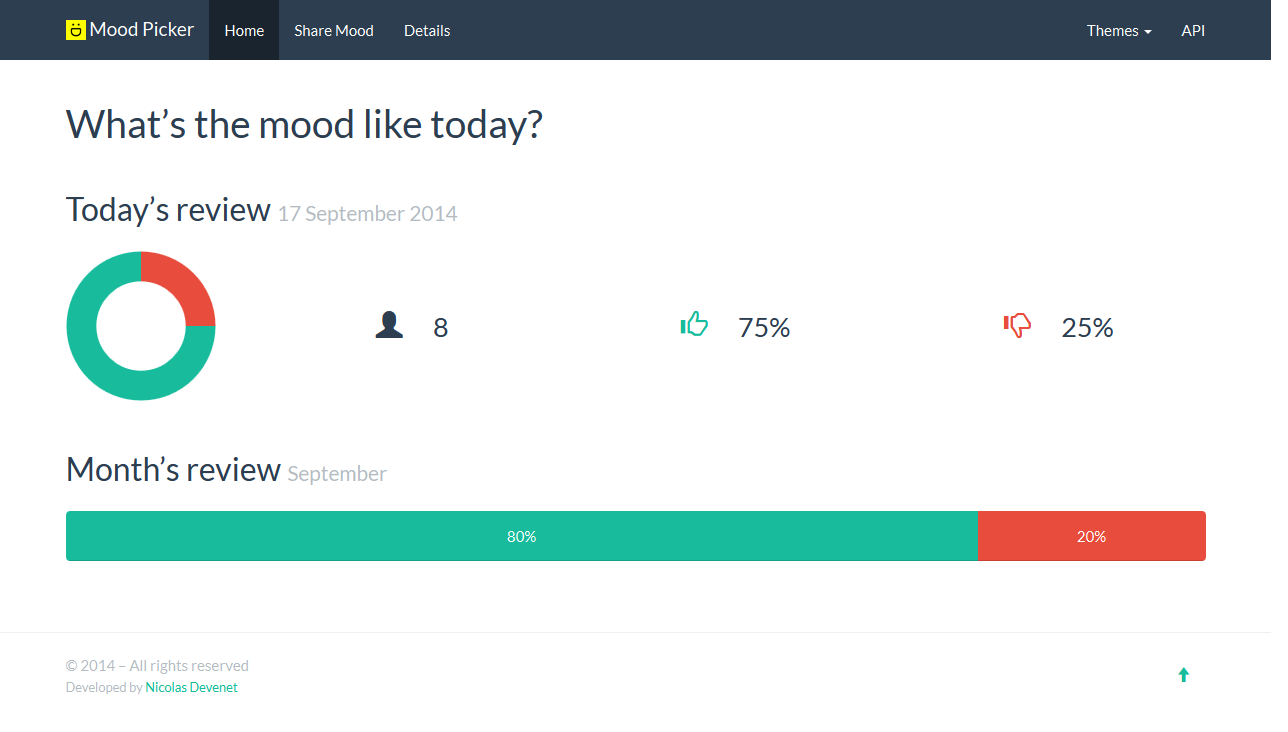 Mood Picker Home Share Mood Details Themes API
What’s the mood like today?
Today’s review 17 September 2014
8 75% 25%
Month’s review September
80% 20%
© 2014 – All rights reserved
Developed by Nicolas Devenet